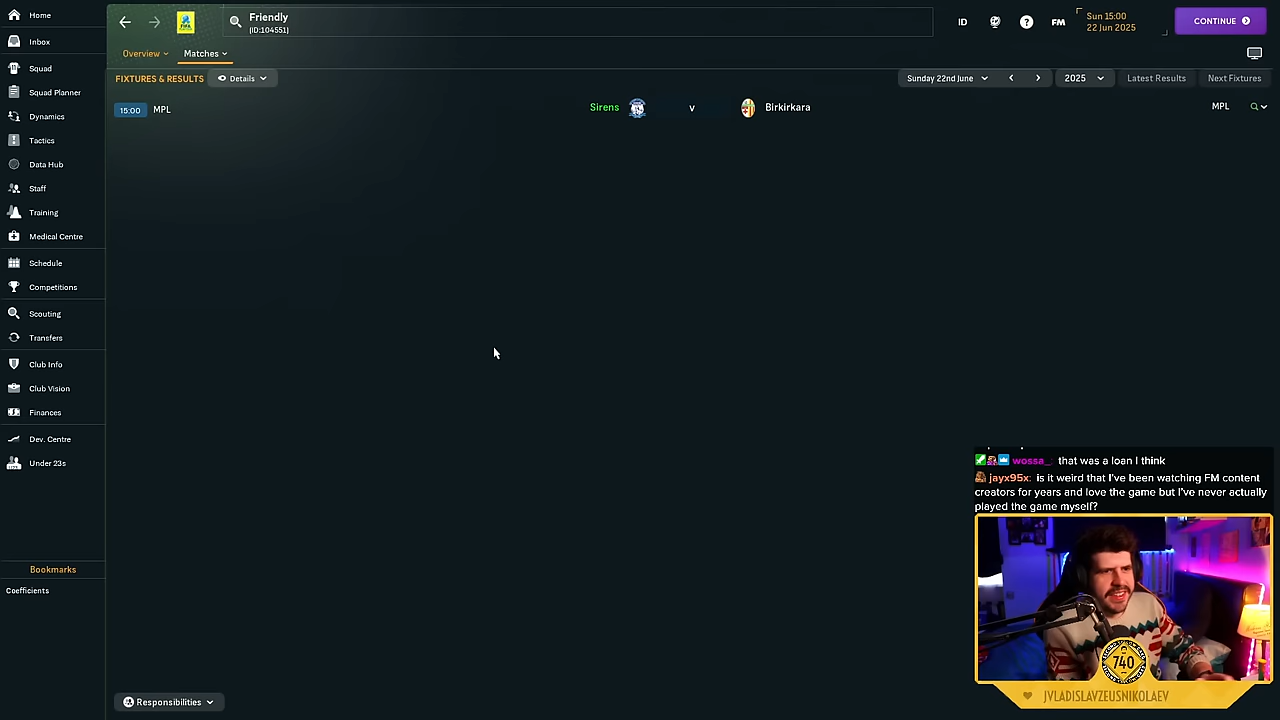 Home
Inbox
Squad
Squad Planner
Dynamics
Tactics
Data Hub
Staff
Training
Medical Centre
Schedule
Competitions
Scouting
Transfers
Club Info
Club Vision
Finances
Dev. Centre
Under 23s
Bookmarks
Coefficients
Friendly
(ID:104551)
ID
FM
Sun 15:00
22 Jun 2025
CONTINUE
Overview
Matches
FIXTURES & RESULTS
Details
Sunday 22nd June
2025
Latest Results
Next Fixtures
15:00 MPL Sirens v Birkirkara MPL
wossa_: that was a loan I think
jayx95x: is it weird that I've been watching FM content
creators for years and love the game but I've never actually
played the game myself?
740
JVLADISLAVZEUSNIKOLAEV
Responsibilities